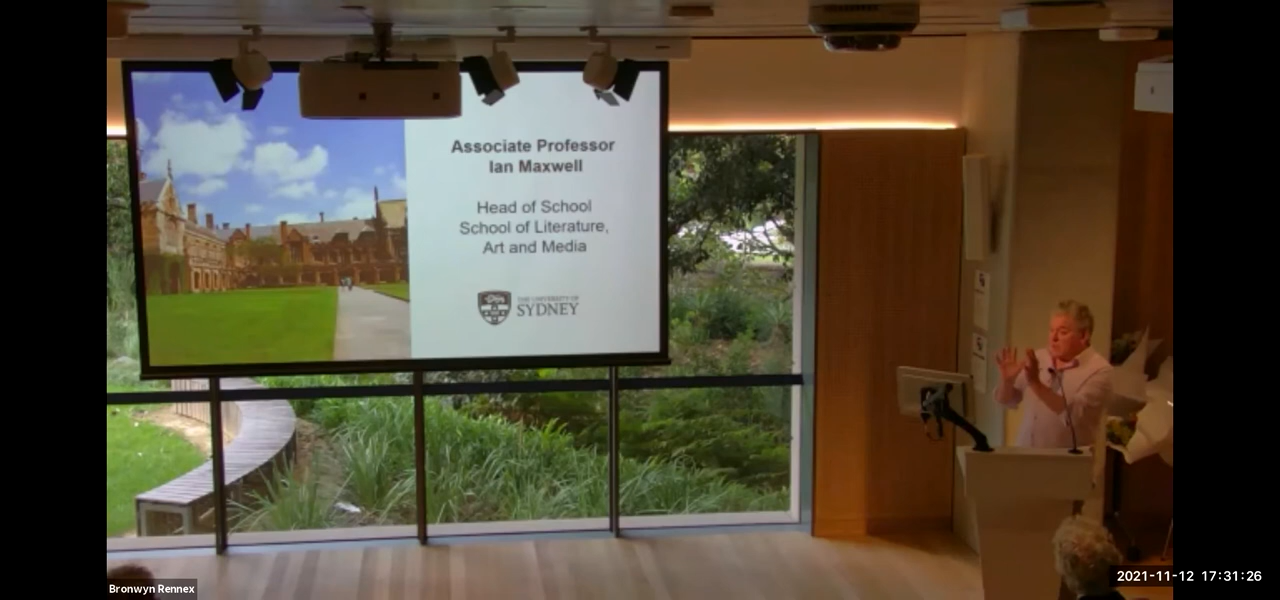 Associate Professor
Ian Maxwell
Head of School
School of Literature,
Art and Media
THE UNIVERSITY OF
SYDNEY
Bronwyn Rennex
2021-11-12 17:31:26